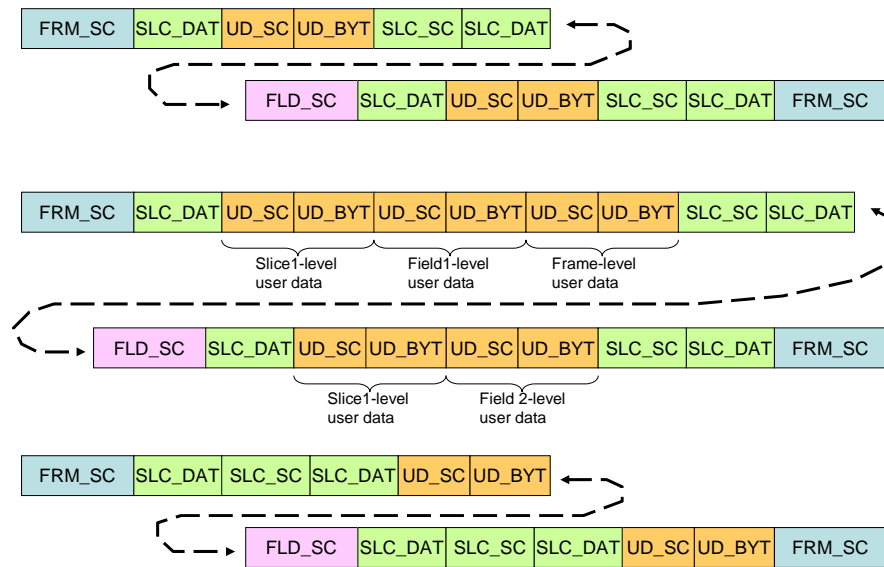 FRM_SC SLC_DAT UD_SC UD_BYT SLC_SC SLC_DAT
FLD_SC SLC_DAT UD_SC UD_BYT SLC_SC SLC_DAT FRM_SC
FRM_SC SLC_DAT UD_SC UD_BYT UD_SC UD_BYT UD_SC UD_BYT SLC_SC SLC_DAT
Slice1-level user data
Field1-level user data
Frame-level user data
FLD_SC SLC_DAT UD_SC UD_BYT UD_SC UD_BYT SLC_SC SLC_DAT FRM_SC
Slice1-level user data
Field 2-level user data
FRM_SC SLC_DAT SLC_SC SLC_DAT UD_SC UD_BYT
FLD_SC SLC_DAT SLC_SC SLC_DAT UD_SC UD_BYT FRM_SC